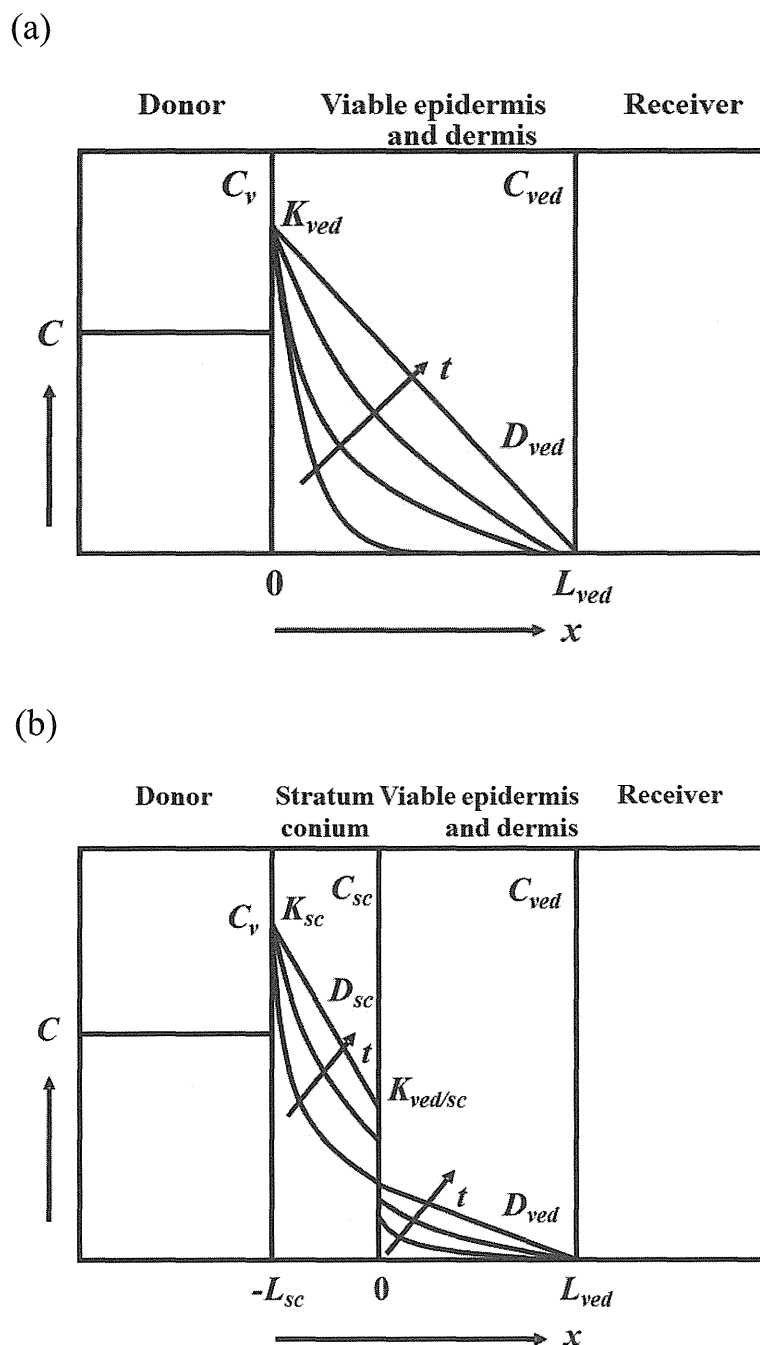 (a)
Donor Viable epidermis and dermis Receiver
C_v K_ved C_ved
C
t
D_ved
0 L_ved
x
(b)
Donor Stratum conium Viable epidermis and dermis Receiver
C_sc C_ved
C_v K_sc
D_sc
C
t
K_ved/sc
t
D_ved
-L_sc 0 L_ved
x